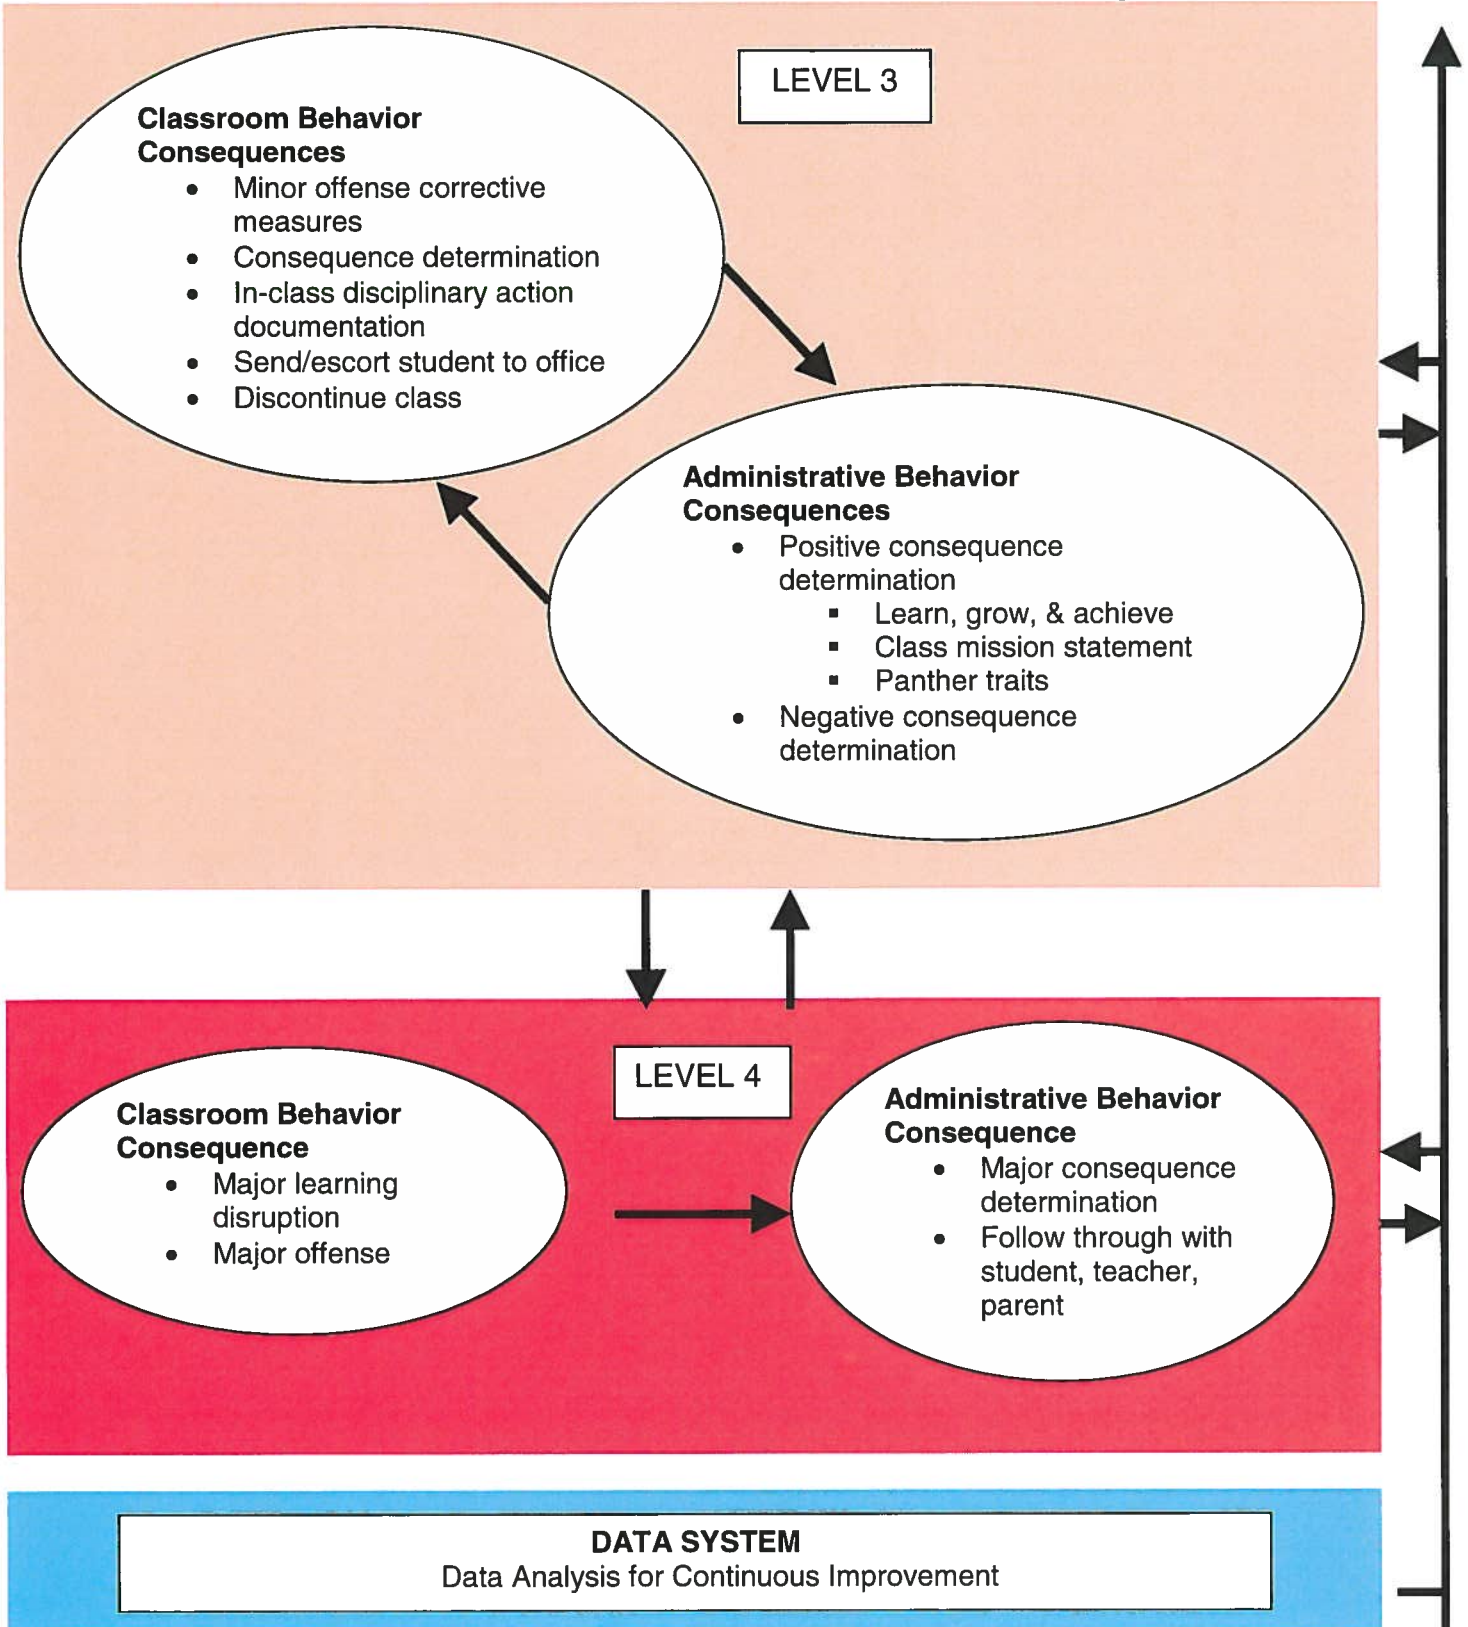 LEVEL 3
Classroom Behavior
Consequences
• Minor offense corrective
measures
• Consequence determination
• In-class disciplinary action
documentation
• Send/escort student to office
• Discontinue class
Administrative Behavior
Consequences
• Positive consequence
determination
▪ Learn, grow, & achieve
▪ Class mission statement
▪ Panther traits
• Negative consequence
determination
LEVEL 4
Classroom Behavior
Consequence
• Major learning
disruption
• Major offense
Administrative Behavior
Consequence
• Major consequence
determination
• Follow through with
student, teacher,
parent
DATA SYSTEM
Data Analysis for Continuous Improvement